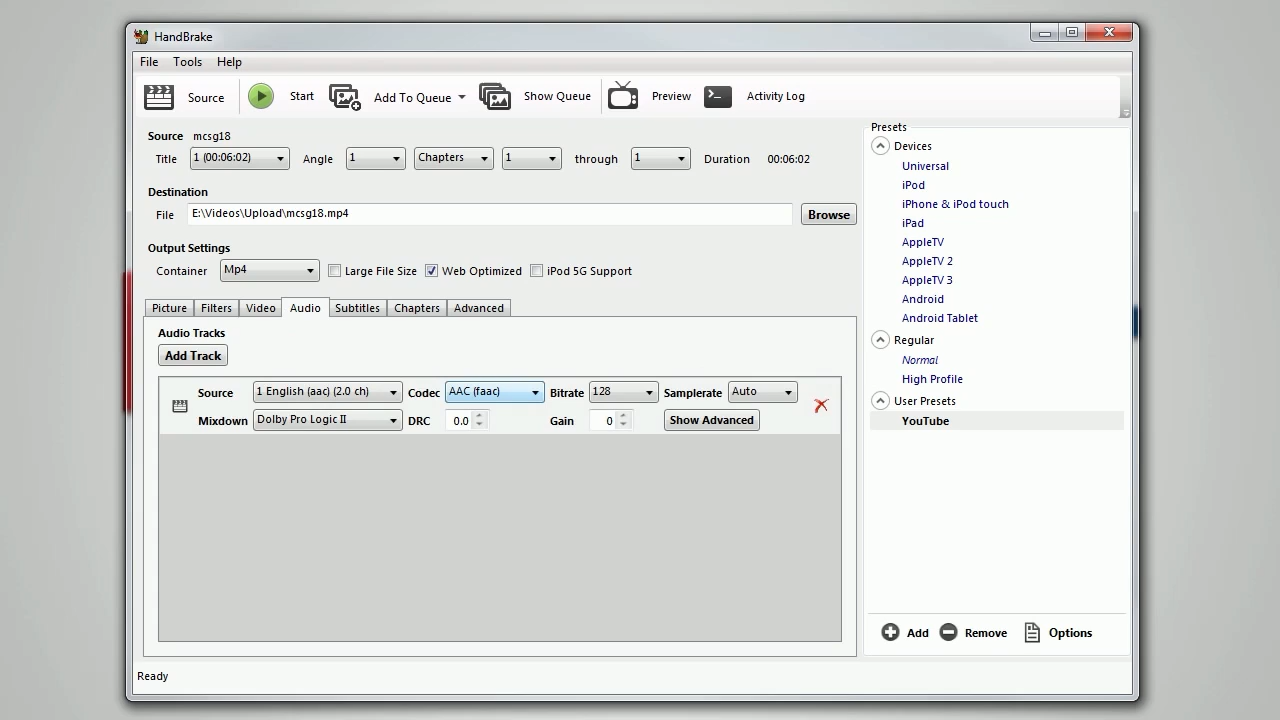 HandBrake
File Tools Help
Source Start Add To Queue Show Queue Preview Activity Log
Source mcsg18
Title 1 (00:06:02) Angle 1 Chapters 1 through 1 Duration 00:06:02
Destination
File E:\Videos\Upload\mcsg18.mp4 Browse
Output Settings
Container Mp4 Large File Size Web Optimized iPod 5G Support
Picture Filters Video Audio Subtitles Chapters Advanced
Audio Tracks
Add Track
Source 1 English (aac) (2.0 ch) Codec AAC (faac) Bitrate 128 Samplerate Auto
Mixdown Dolby Pro Logic II DRC 0.0 Gain 0 Show Advanced
Presets
Devices
Universal
iPod
iPhone & iPod touch
iPad
AppleTV
AppleTV 2
AppleTV 3
Android
Android Tablet
Regular
Normal
High Profile
User Presets
YouTube
Add Remove Options
Ready